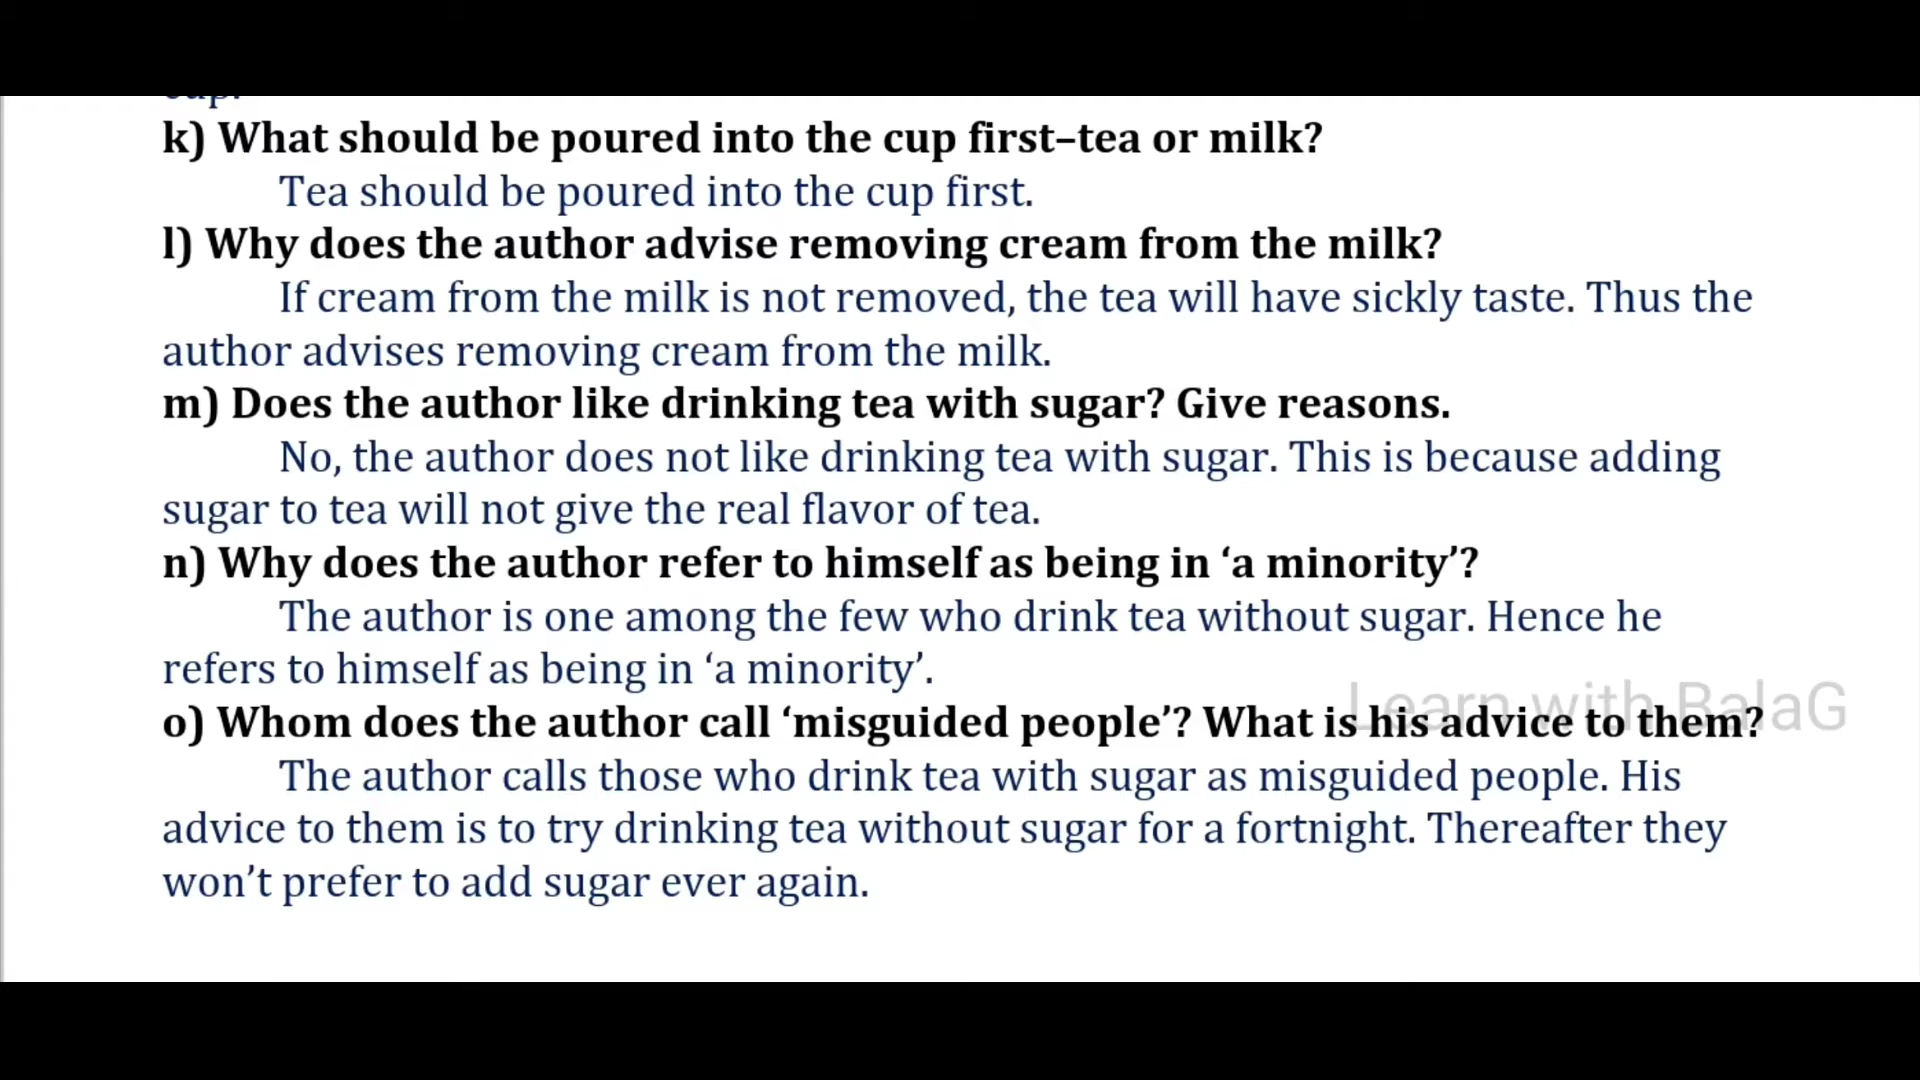 cup.
k) What should be poured into the cup first–tea or milk?
Tea should be poured into the cup first.
l) Why does the author advise removing cream from the milk?
If cream from the milk is not removed, the tea will have sickly taste. Thus the
author advises removing cream from the milk.
m) Does the author like drinking tea with sugar? Give reasons.
No, the author does not like drinking tea with sugar. This is because adding
sugar to tea will not give the real flavor of tea.
n) Why does the author refer to himself as being in ‘a minority’?
The author is one among the few who drink tea without sugar. Hence he
refers to himself as being in ‘a minority’.
Learn with BalaG
o) Whom does the author call ‘misguided people’? What is his advice to them?
The author calls those who drink tea with sugar as misguided people. His
advice to them is to try drinking tea without sugar for a fortnight. Thereafter they
won’t prefer to add sugar ever again.